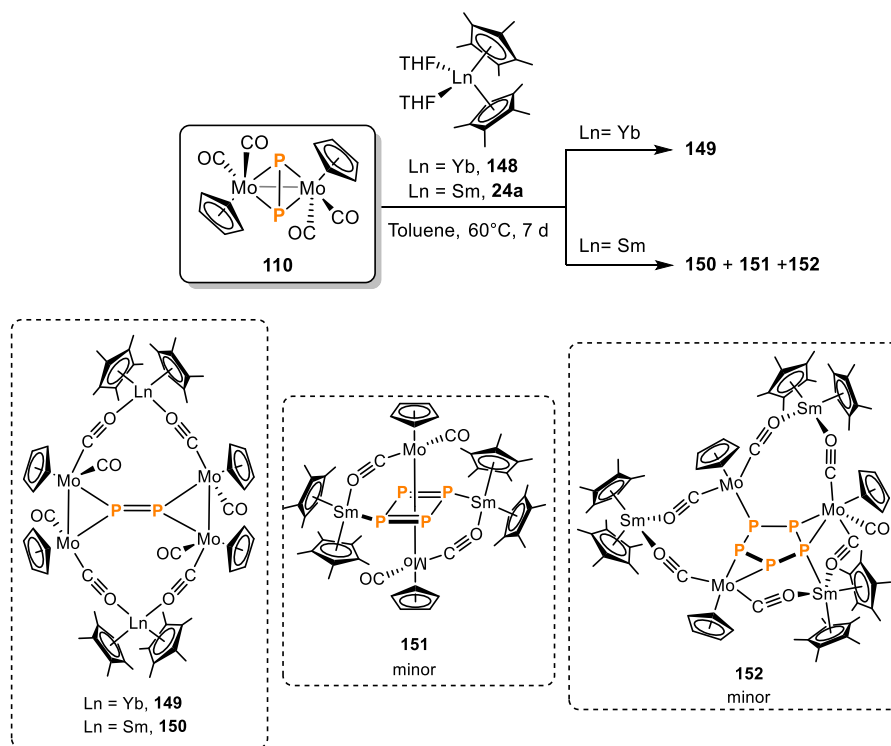 THF
Ln
THF
OC CO
P
Mo Mo
P
OC CO
110
Ln = Yb, 148
Ln = Sm, 24a
Toluene, 60°C, 7 d
Ln= Yb
149
Ln= Sm
150 + 151 +152
Ln
O O
C C
Mo CO Mo
P P
OC CO
Mo OC Mo
C C
O O
Ln
Ln = Yb, 149
Ln = Sm, 150
Mo CO
O C
Sm P P Sm
P P
O
C
OC Mo
151
minor
Sm
O
C O
C
Mo
C O
Sm
O
C
Mo
CO
P P
P P
P
C
O
Mo
C O
Sm
152
minor